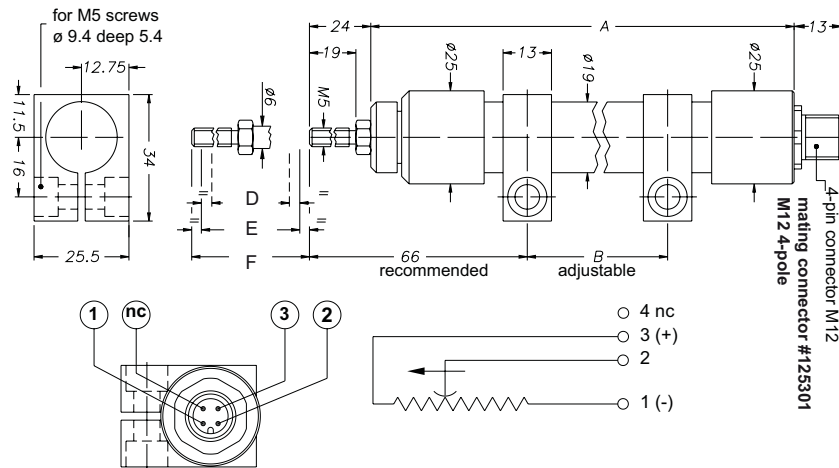 for M5 screws
ø 9.4 deep 5.4
12.75
11.5
16
34
25.5
24
19
A
13
ø6
M5
ø25
13
ø19
ø25
=
D
=
=
E
=
F
66
recommended
B
adjustable
4-pin connector M12
mating connector #125301
M12 4-pole
1
nc
3
2
4 nc
3 (+)
2
1 (-)